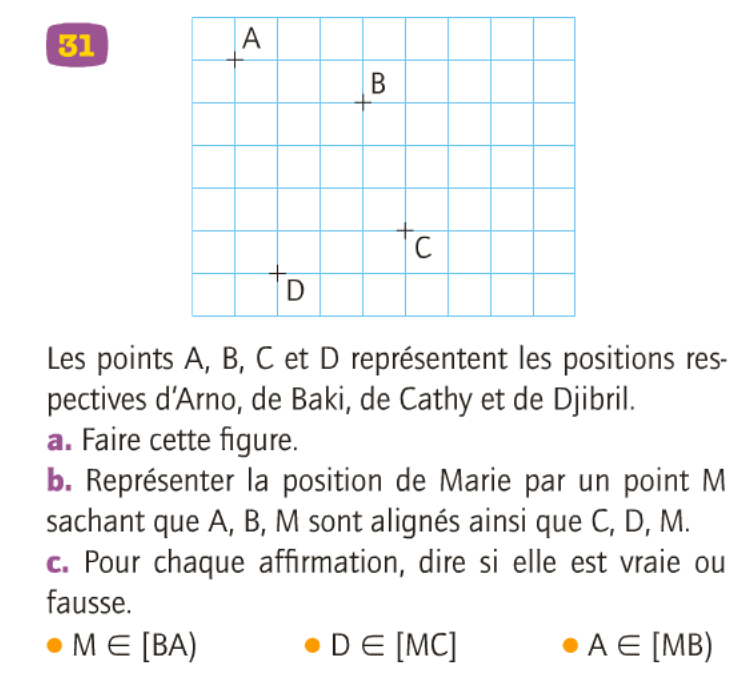 31
A
B
C
D
Les points A, B, C et D représentent les positions res-
pectives d'Arno, de Baki, de Cathy et de Djibril.
a. Faire cette figure.
b. Représenter la position de Marie par un point M
sachant que A, B, M sont alignés ainsi que C, D, M.
c. Pour chaque affirmation, dire si elle est vraie ou
fausse.
● M ∈ [BA) ● D ∈ [MC] ● A ∈ [MB)